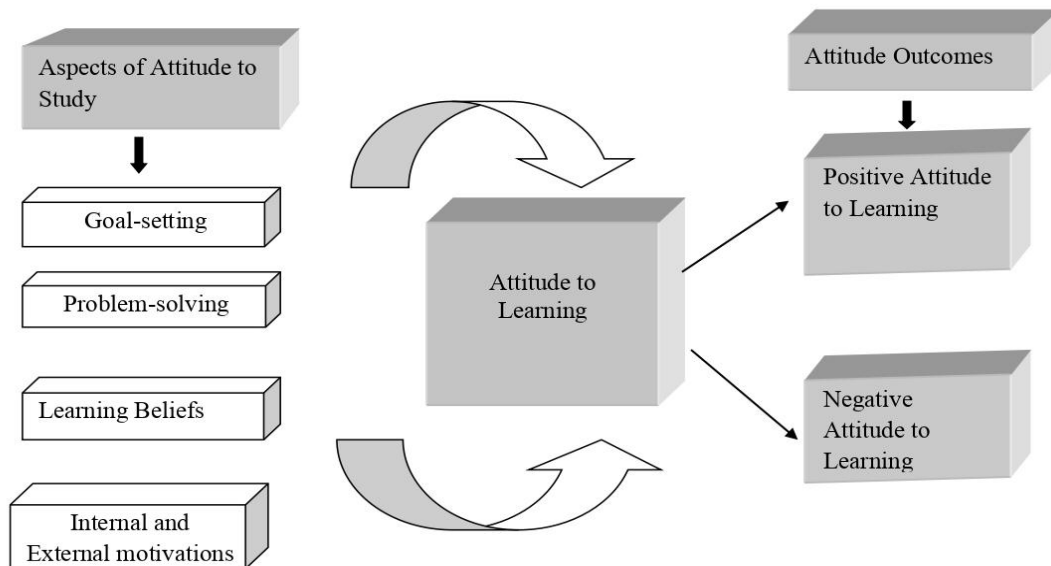 Aspects of Attitude to
Study
Goal-setting
Problem-solving
Learning Beliefs
Internal and
External motivations
Attitude to
Learning
Attitude Outcomes
Positive Attitude
to Learning
Negative
Attitude to
Learning